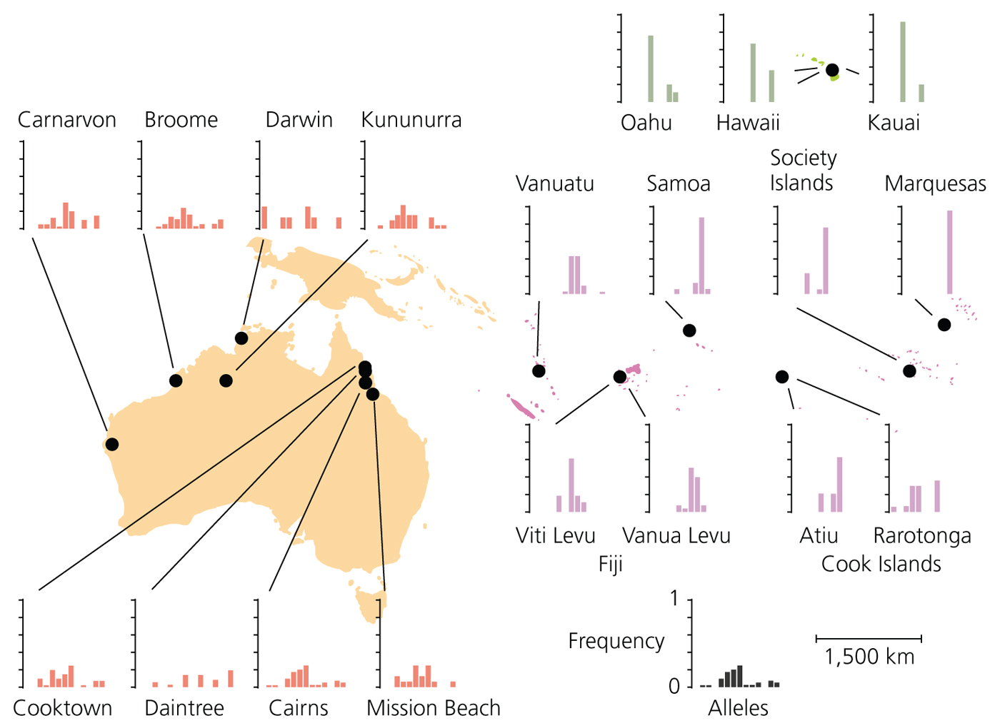 Oahu
Hawaii
Kauai
Carnarvon
Broome
Darwin
Kununurra
Vanuatu
Samoa
Society
Islands
Marquesas
Viti Levu
Vanua Levu
Fiji
Atiu
Rarotonga
Cook Islands
1
Frequency
0
Alleles
1,500 km
Cooktown
Daintree
Cairns
Mission Beach